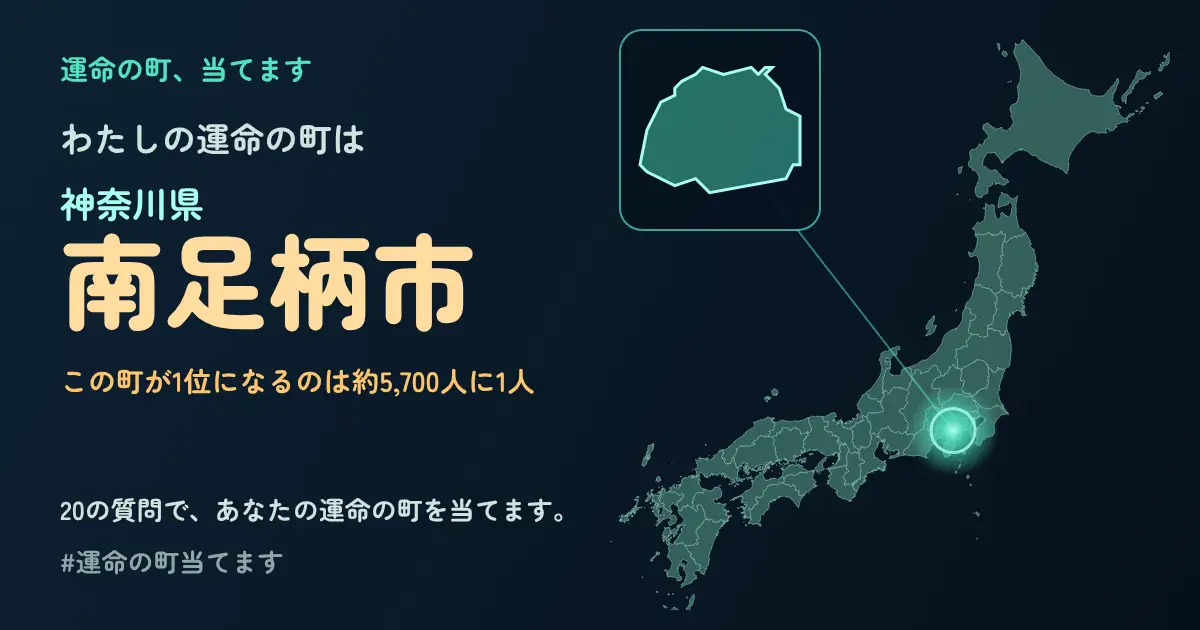 運命の町、当てます
わたしの運命の町は
神奈川県
南足柄市
この町が1位になるのは約5,700人に1人
20の質問で、あなたの運命の町を当てます。
#運命の町当てます